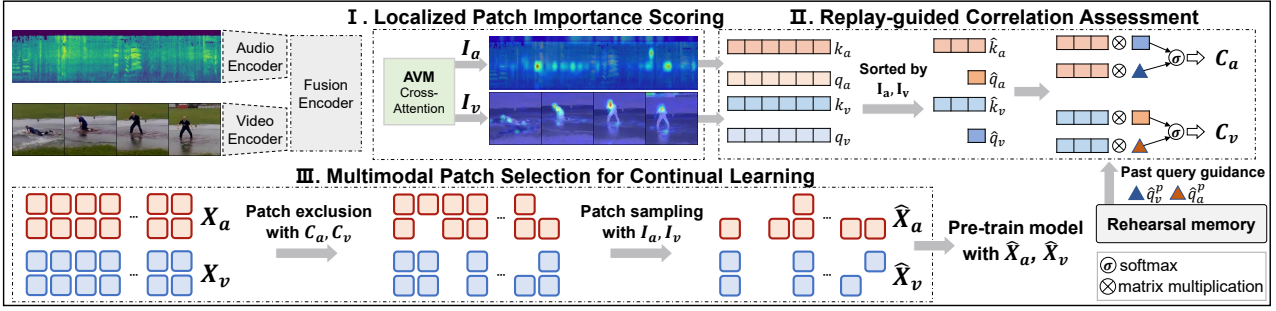 Ⅰ. Localized Patch Importance Scoring
Ⅱ. Replay-guided Correlation Assessment
Audio
Encoder
Video
Encoder
Fusion
Encoder
AVM
Cross-
Attention
I_a
I_v
k_a
q_a
k_v
q_v
Sorted by
I_a, I_v
k̂_a
q̂_a
k̂_v
q̂_v
σ
C_a
σ
C_v
Past query guidance
q̂_v^p q̂_a^p
Rehearsal memory
σ softmax
⊗ matrix multiplication
Ⅲ. Multimodal Patch Selection for Continual Learning
... X_a
... X_v
Patch exclusion
with C_a, C_v
...
...
Patch sampling
with I_a, I_v
... X̂_a
... X̂_v
Pre-train model
with X̂_a, X̂_v